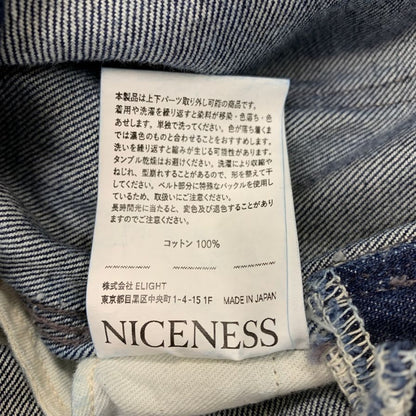 本製品は上下パーツ取り外し可能の商品です。
着用や洗濯を繰り返すと染料が移染・色落ち・色
あせします。単独で洗ってください。色が落ち着くま
では濃色のものと合わせることをおすすめします。
洗いを繰り返すと縮みが生じる可能性があります。
タンブル乾燥はお避けください。洗濯により収縮や
ねじれ、型崩れすることがあるので、形を整えて干
してください。ベルト部分に特殊なバックルを使用し
ているため、取扱いにご注意ください。
長時間光に当たると、変色及び退色することがあり
ますのでご注意ください。
コットン 100%
株式会社 ELIGHT
東京都目黒区中央町1-4-15 1F MADE IN JAPAN
NICENESS